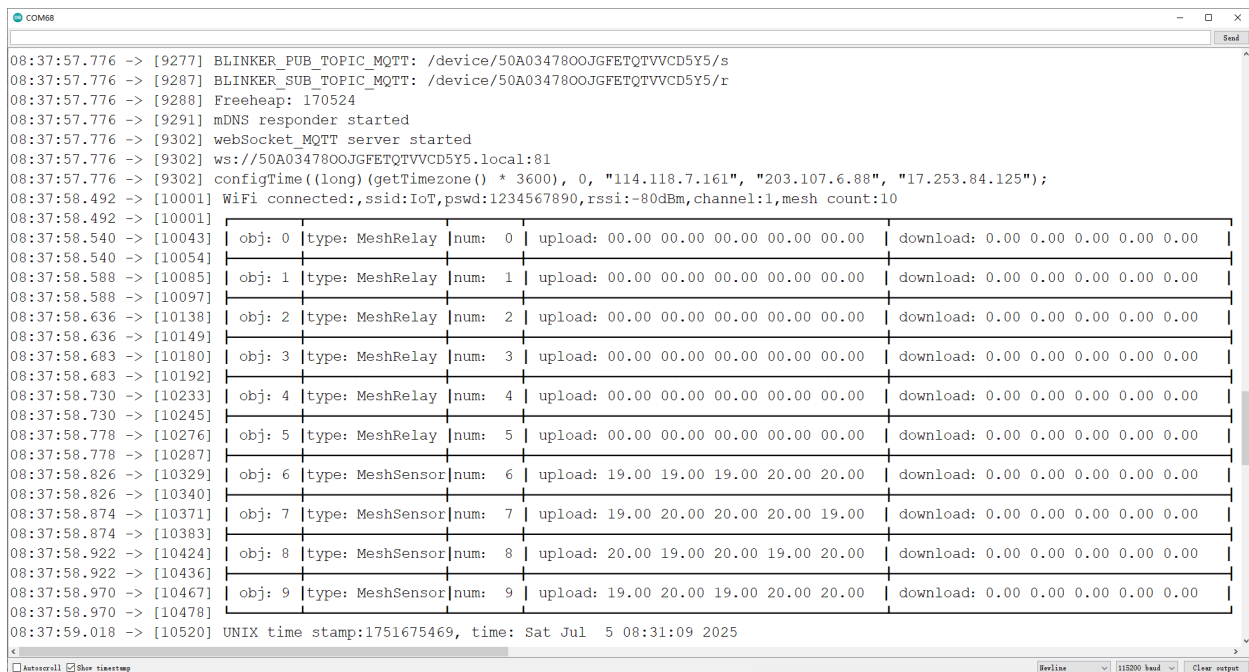 COM68
Send
08:37:57.776 -> [9277] BLINKER_PUB_TOPIC_MQTT: /device/50A03478OOJGFETQTVVCD5Y5/s
08:37:57.776 -> [9287] BLINKER_SUB_TOPIC_MQTT: /device/50A03478OOJGFETQTVVCD5Y5/r
08:37:57.776 -> [9288] Freeheap: 170524
08:37:57.776 -> [9291] mDNS responder started
08:37:57.776 -> [9302] webSocket_MQTT server started
08:37:57.776 -> [9302] ws://50A03478OOJGFETQTVVCD5Y5.local:81
08:37:57.776 -> [9302] configTime((long)(getTimezone() * 3600), 0, "114.118.7.161", "203.107.6.88", "17.253.84.125");
08:37:58.492 -> [10001] WiFi connected:,ssid:IoT,pswd:1234567890,rssi:-80dBm,channel:1,mesh count:10
08:37:58.492 -> [10001]
08:37:58.540 -> [10043] | obj: 0 |type: MeshRelay |num: 0 | upload: 00.00 00.00 00.00 00.00 00.00 | download: 0.00 0.00 0.00 0.00 0.00 |
08:37:58.540 -> [10054]
08:37:58.588 -> [10085] | obj: 1 |type: MeshRelay |num: 1 | upload: 00.00 00.00 00.00 00.00 00.00 | download: 0.00 0.00 0.00 0.00 0.00 |
08:37:58.588 -> [10097]
08:37:58.636 -> [10138] | obj: 2 |type: MeshRelay |num: 2 | upload: 00.00 00.00 00.00 00.00 00.00 | download: 0.00 0.00 0.00 0.00 0.00 |
08:37:58.636 -> [10149]
08:37:58.683 -> [10180] | obj: 3 |type: MeshRelay |num: 3 | upload: 00.00 00.00 00.00 00.00 00.00 | download: 0.00 0.00 0.00 0.00 0.00 |
08:37:58.683 -> [10192]
08:37:58.730 -> [10233] | obj: 4 |type: MeshRelay |num: 4 | upload: 00.00 00.00 00.00 00.00 00.00 | download: 0.00 0.00 0.00 0.00 0.00 |
08:37:58.730 -> [10245]
08:37:58.778 -> [10276] | obj: 5 |type: MeshRelay |num: 5 | upload: 00.00 00.00 00.00 00.00 00.00 | download: 0.00 0.00 0.00 0.00 0.00 |
08:37:58.778 -> [10287]
08:37:58.826 -> [10329] | obj: 6 |type: MeshSensor|num: 6 | upload: 19.00 19.00 19.00 20.00 20.00 | download: 0.00 0.00 0.00 0.00 0.00 |
08:37:58.826 -> [10340]
08:37:58.874 -> [10371] | obj: 7 |type: MeshSensor|num: 7 | upload: 19.00 20.00 20.00 20.00 19.00 | download: 0.00 0.00 0.00 0.00 0.00 |
08:37:58.874 -> [10383]
08:37:58.922 -> [10424] | obj: 8 |type: MeshSensor|num: 8 | upload: 20.00 19.00 20.00 19.00 20.00 | download: 0.00 0.00 0.00 0.00 0.00 |
08:37:58.922 -> [10436]
08:37:58.970 -> [10467] | obj: 9 |type: MeshSensor|num: 9 | upload: 19.00 20.00 19.00 20.00 20.00 | download: 0.00 0.00 0.00 0.00 0.00 |
08:37:58.970 -> [10478]
08:37:59.018 -> [10520] UNIX time stamp:1751675469, time: Sat Jul  5 08:31:09 2025
Autoscroll Show timestamp Newline 115200 baud Clear output